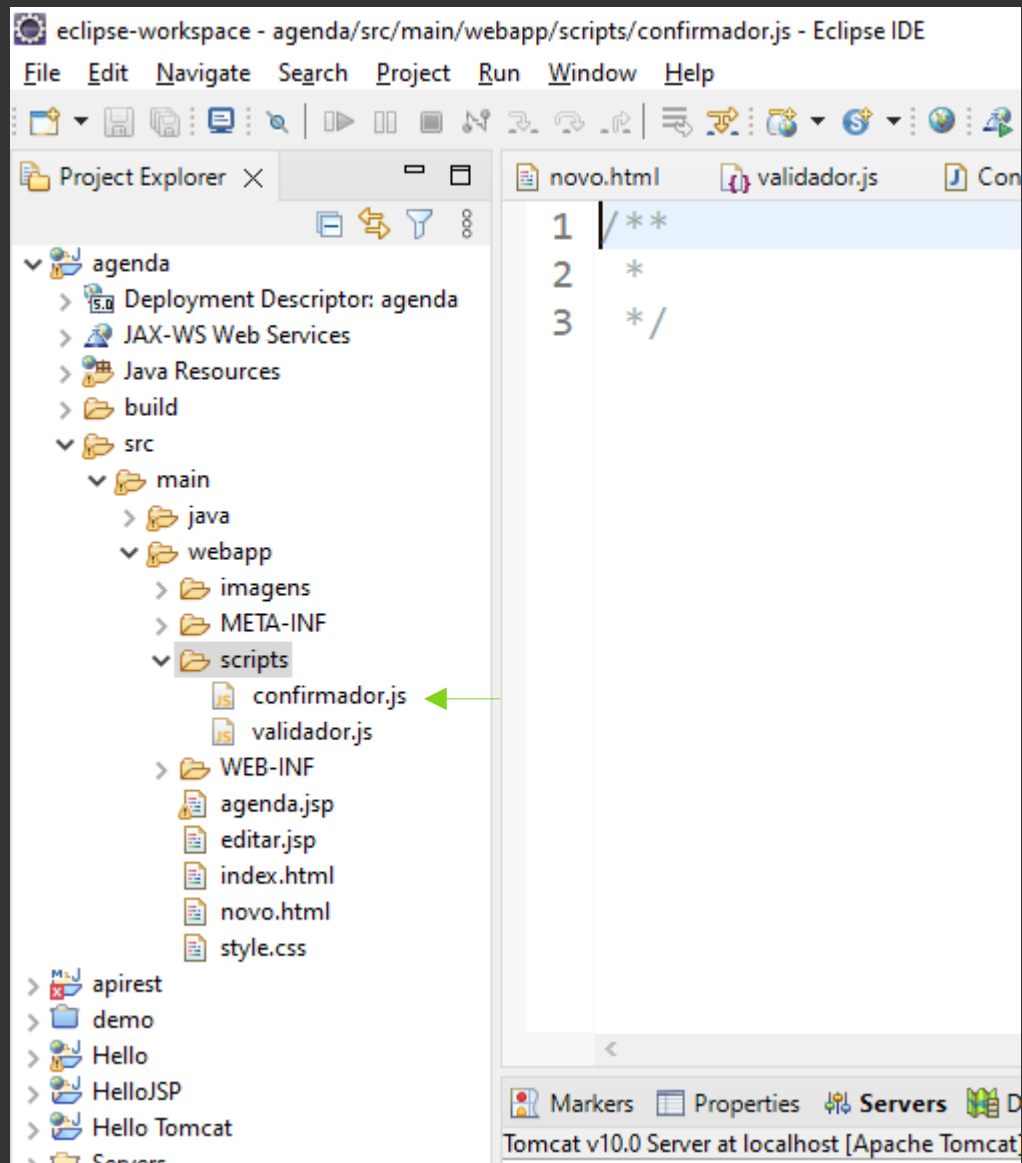 eclipse-workspace - agenda/src/main/webapp/scripts/confirmador.js - Eclipse IDE
File Edit Navigate Search Project Run Window Help
Project Explorer
novo.html validador.js Con
agenda
Deployment Descriptor: agenda
JAX-WS Web Services
Java Resources
build
src
main
java
webapp
imagens
META-INF
scripts
confirmador.js
validador.js
WEB-INF
agenda.jsp
editar.jsp
index.html
novo.html
style.css
apirest
demo
Hello
HelloJSP
Hello Tomcat
1 /**
2 *
3 */
Markers Properties Servers D
Tomcat v10.0 Server at localhost [Apache Tomcat]